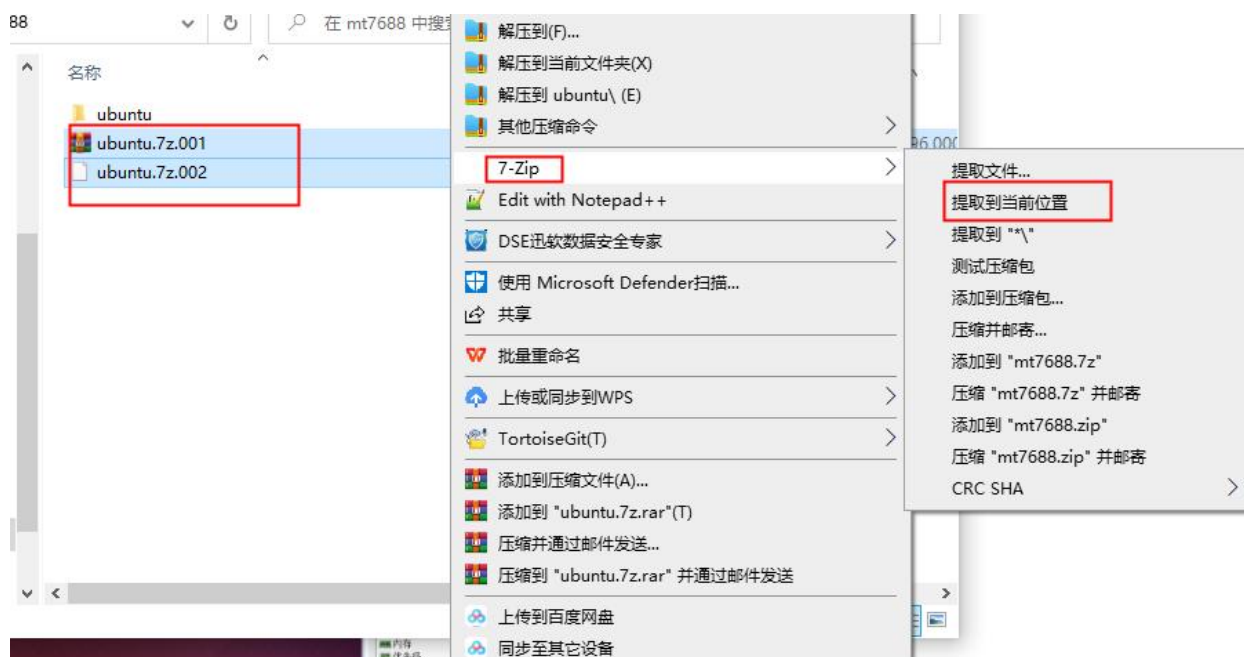 88
在 mt7688 中搜索
名称
ubuntu
ubuntu.7z.001
ubuntu.7z.002
解压到(F)...
解压到当前文件夹(X)
解压到 ubuntu\ (E)
其他压缩命令
7-Zip
Edit with Notepad++
DSE迅软数据安全专家
使用 Microsoft Defender扫描...
共享
批量重命名
上传或同步到WPS
TortoiseGit(T)
添加到压缩文件(A)...
添加到 "ubuntu.7z.rar"(T)
压缩并通过邮件发送...
压缩到 "ubuntu.7z.rar" 并通过邮件发送
上传到百度网盘
同步至其它设备
提取文件...
提取到当前位置
提取到 "*\"
测试压缩包
添加到压缩包...
压缩并邮寄...
添加到 "mt7688.7z"
压缩 "mt7688.7z" 并邮寄
添加到 "mt7688.zip"
压缩 "mt7688.zip" 并邮寄
CRC SHA
内存